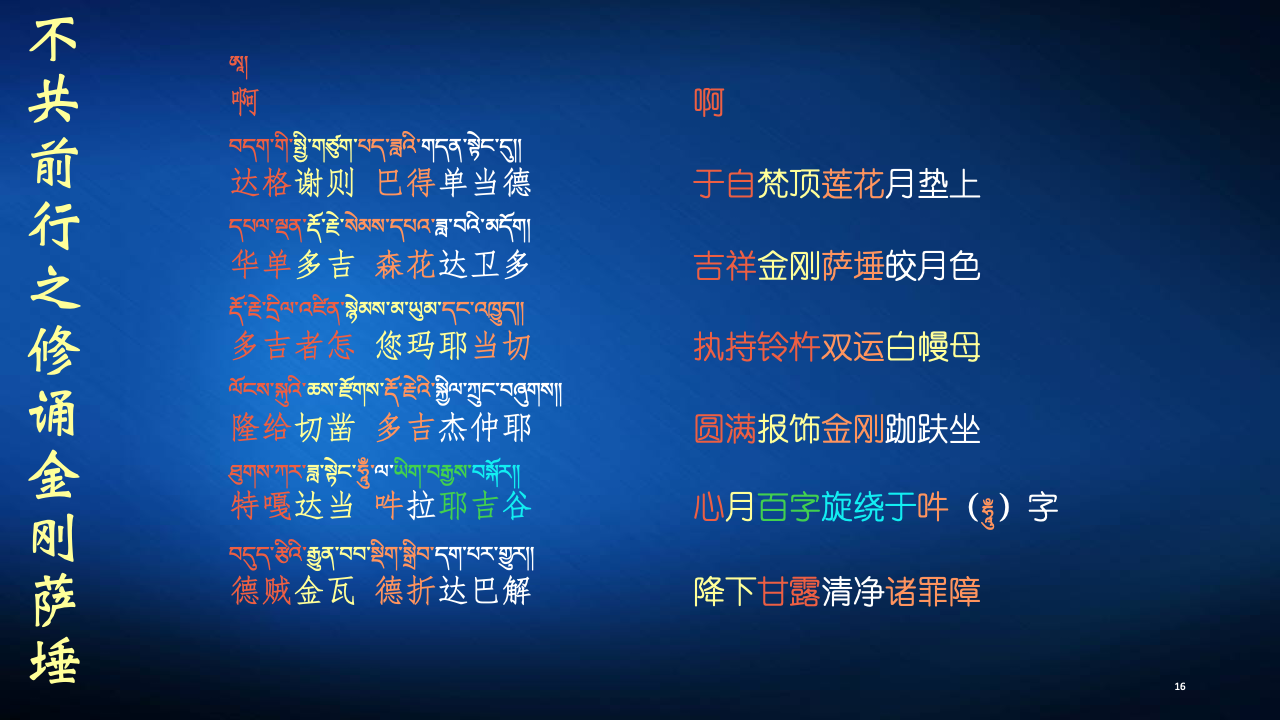 不共前行之修诵金刚萨埵
ཨཱ།
啊
啊
བདག་གི་སྤྱི་གཙུག་པད་ཟླའི་གདན་སྟེང་དུ།།
达格谢则 巴得单当德
于自梵顶莲花月垫上
དཔལ་ལྡན་རྡོ་རྗེ་སེམས་དཔའ་ཟླ་བའི་མདོག།
华单多吉 森花达卫多
吉祥金刚萨埵皎月色
རྡོ་རྗེ་དྲིལ་འཛིན་སྙེམས་མ་ཡུམ་དང་འཁྱུད།།
多吉者怎 您玛耶当切
执持铃杵双运白幔母
ལོངས་སྐུའི་ཆས་རྫོགས་རྡོ་རྗེའི་སྐྱིལ་ཀྲུང་བཞུགས།།
隆给切凿 多吉杰仲耶
圆满报饰金刚跏趺坐
ཐུགས་ཀར་ཟླ་སྟེང་ཧཱུྃ་ལ་ཡིག་བརྒྱས་བསྐོར།།
特嘎达当 吽拉耶吉谷
心月百字旋绕于吽（ཧཱུྃ）字
བདུད་རྩིའི་རྒྱུན་བབ་སྡིག་སྒྲིབ་དག་པར་གྱུར།།
德贼金瓦 德折达巴解
降下甘露清净诸罪障
16